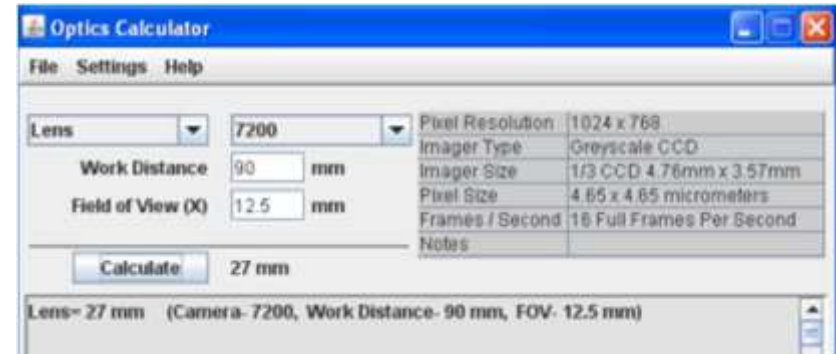 Optics Calculator
File Settings Help
Lens 7200
Work Distance 90 mm
Field of View (X) 12.5 mm
Calculate 27 mm
Pixel Resolution 1024 x 768
Imager Type Greyscale CCD
Imager Size 1/3 CCD 4.76mm x 3.57mm
Pixel Size 4.65 x 4.65 micrometers
Frames / Second 16 Full Frames Per Second
Notes
Lens= 27 mm (Camera- 7200, Work Distance- 90 mm, FOV- 12.5 mm)